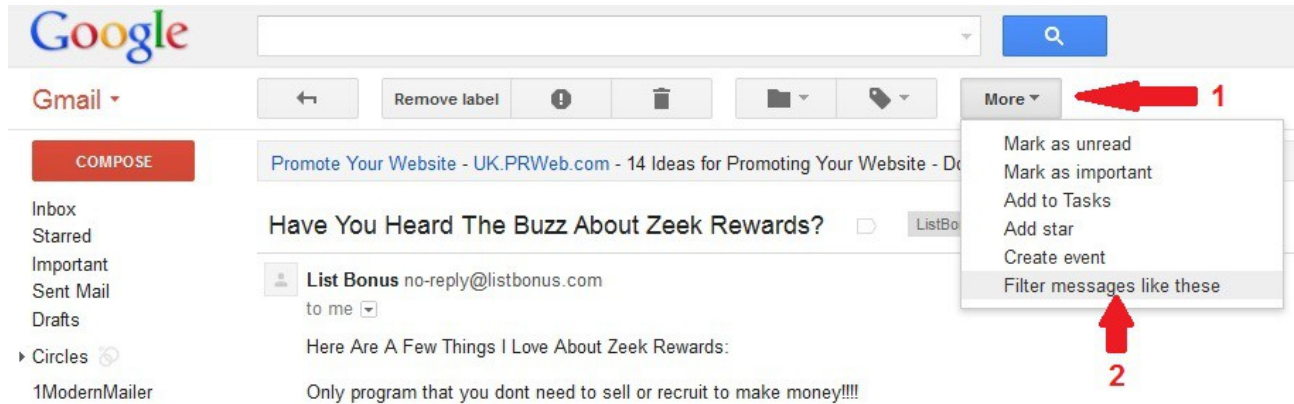 Google
Gmail
Remove label
More
1
COMPOSE
Promote Your Website - UK.PRWeb.com - 14 Ideas for Promoting Your Website -
Mark as unread
Mark as important
Add to Tasks
Add star
Create event
Filter messages like these
2
Inbox
Starred
Important
Sent Mail
Drafts
Circles
1ModernMailer
Have You Heard The Buzz About Zeek Rewards?
List Bonus no-reply@listbonus.com
to me
Here Are A Few Things I Love About Zeek Rewards:
Only program that you dont need to sell or recruit to make money!!!!